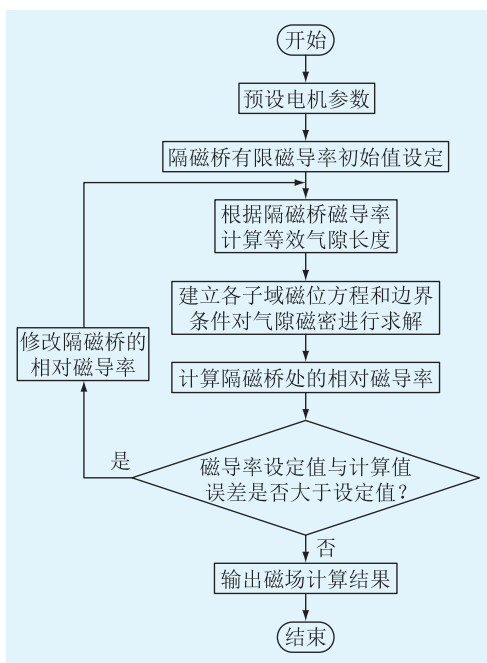 开始
预设电机参数
隔磁桥有限磁导率初始值设定
根据隔磁桥磁导率
计算等效气隙长度
建立各子域磁位方程和边界
条件对气隙磁密进行求解
修改隔磁桥的
相对磁导率
计算隔磁桥处的相对磁导率
是
磁导率设定值与计算值
误差是否大于设定值?
否
输出磁场计算结果
结束